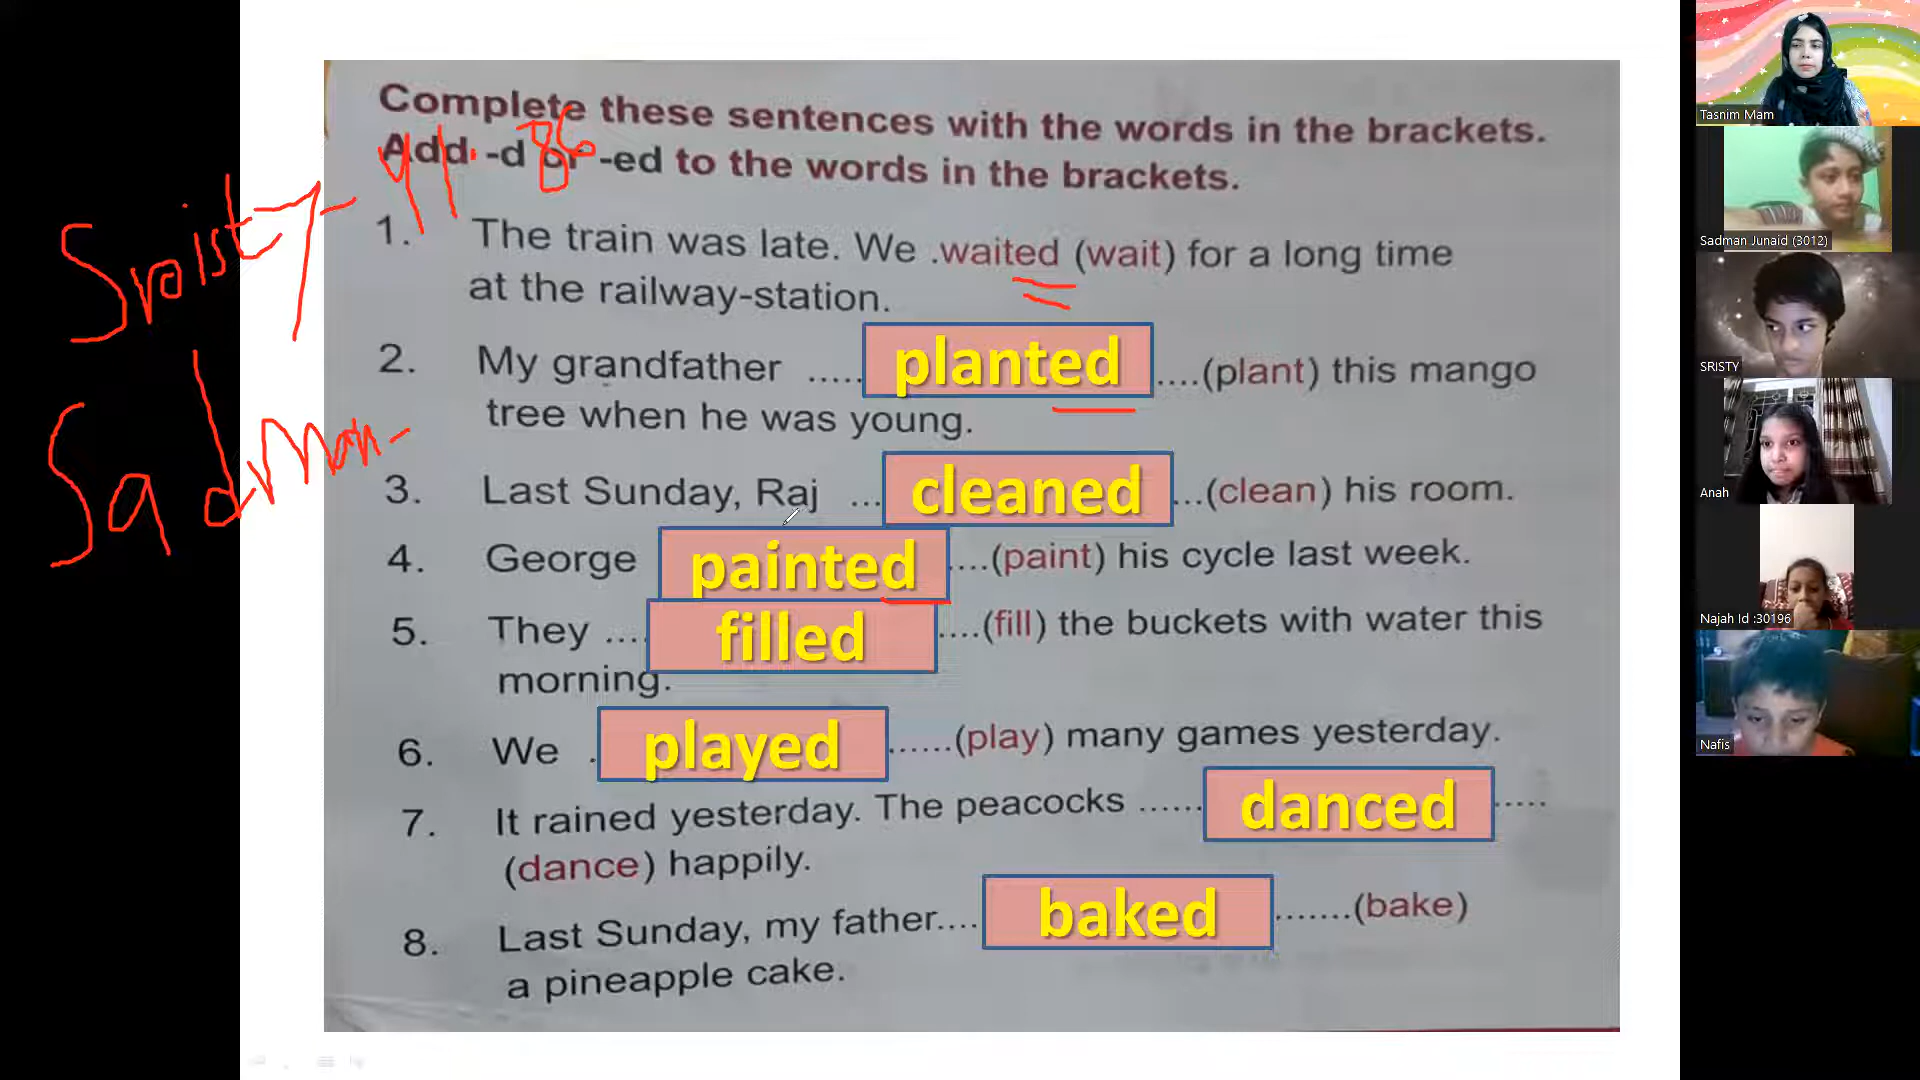 Complete these sentences with the words in the brackets.
Add -d or -ed to the words in the brackets.
1. The train was late. We .waited (wait) for a long time
at the railway-station.
2. My grandfather ..... planted ....(plant) this mango
tree when he was young.
3. Last Sunday, Raj ... cleaned ...(clean) his room.
4. George painted ....(paint) his cycle last week.
5. They .... filled ....(fill) the buckets with water this
morning.
6. We . played ......(play) many games yesterday.
7. It rained yesterday. The peacocks ...... danced .....
(dance) happily.
8. Last Sunday, my father.... baked .......(bake)
a pineapple cake.
Sroisty-
Sadman-
86
Tasnim Mam
Sadman Junaid (3012)
SRISTY
Anah
Najah Id :30196
Nafis